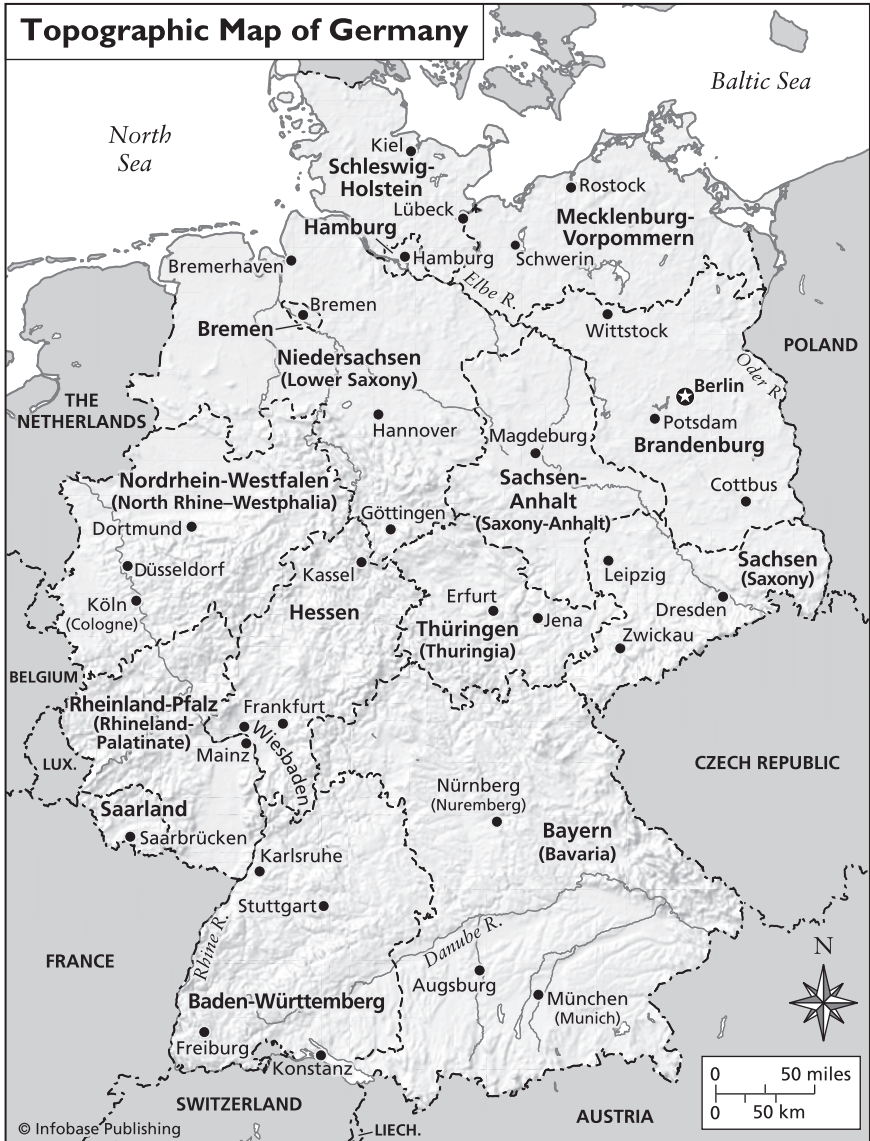 Topographic Map of Germany
Baltic Sea
North
Sea
Kiel
Schleswig-
Holstein
Rostock
Lübeck
Mecklenburg-
Vorpommern
Hamburg
Hamburg
Schwerin
Bremerhaven
Elbe R.
Bremen
Bremen
Wittstock
Niedersachsen
(Lower Saxony)
POLAND
Oder R.
Berlin
THE
NETHERLANDS
Hannover
Potsdam
Brandenburg
Magdeburg
Nordrhein-Westfalen
(North Rhine–Westphalia)
Sachsen-
Anhalt
(Saxony-Anhalt)
Cottbus
Göttingen
Dortmund
Düsseldorf
Kassel
Leipzig
Sachsen
(Saxony)
Köln
(Cologne)
Hessen
Erfurt
Jena
Dresden
Thüringen
(Thuringia)
Zwickau
BELGIUM
Rheinland-Pfalz
(Rhineland-
Palatinate)
Frankfurt
Wiesbaden
Mainz
LUX.
CZECH REPUBLIC
Nürnberg
(Nuremberg)
Saarland
Saarbrücken
Bayern
(Bavaria)
Karlsruhe
Stuttgart
Rhine R.
Danube R.
FRANCE
N
Augsburg
Baden-Württemberg
München
(Munich)
Freiburg
Konstanz
0 50 miles
0 50 km
SWITZERLAND
AUSTRIA
LIECH.
© Infobase Publishing